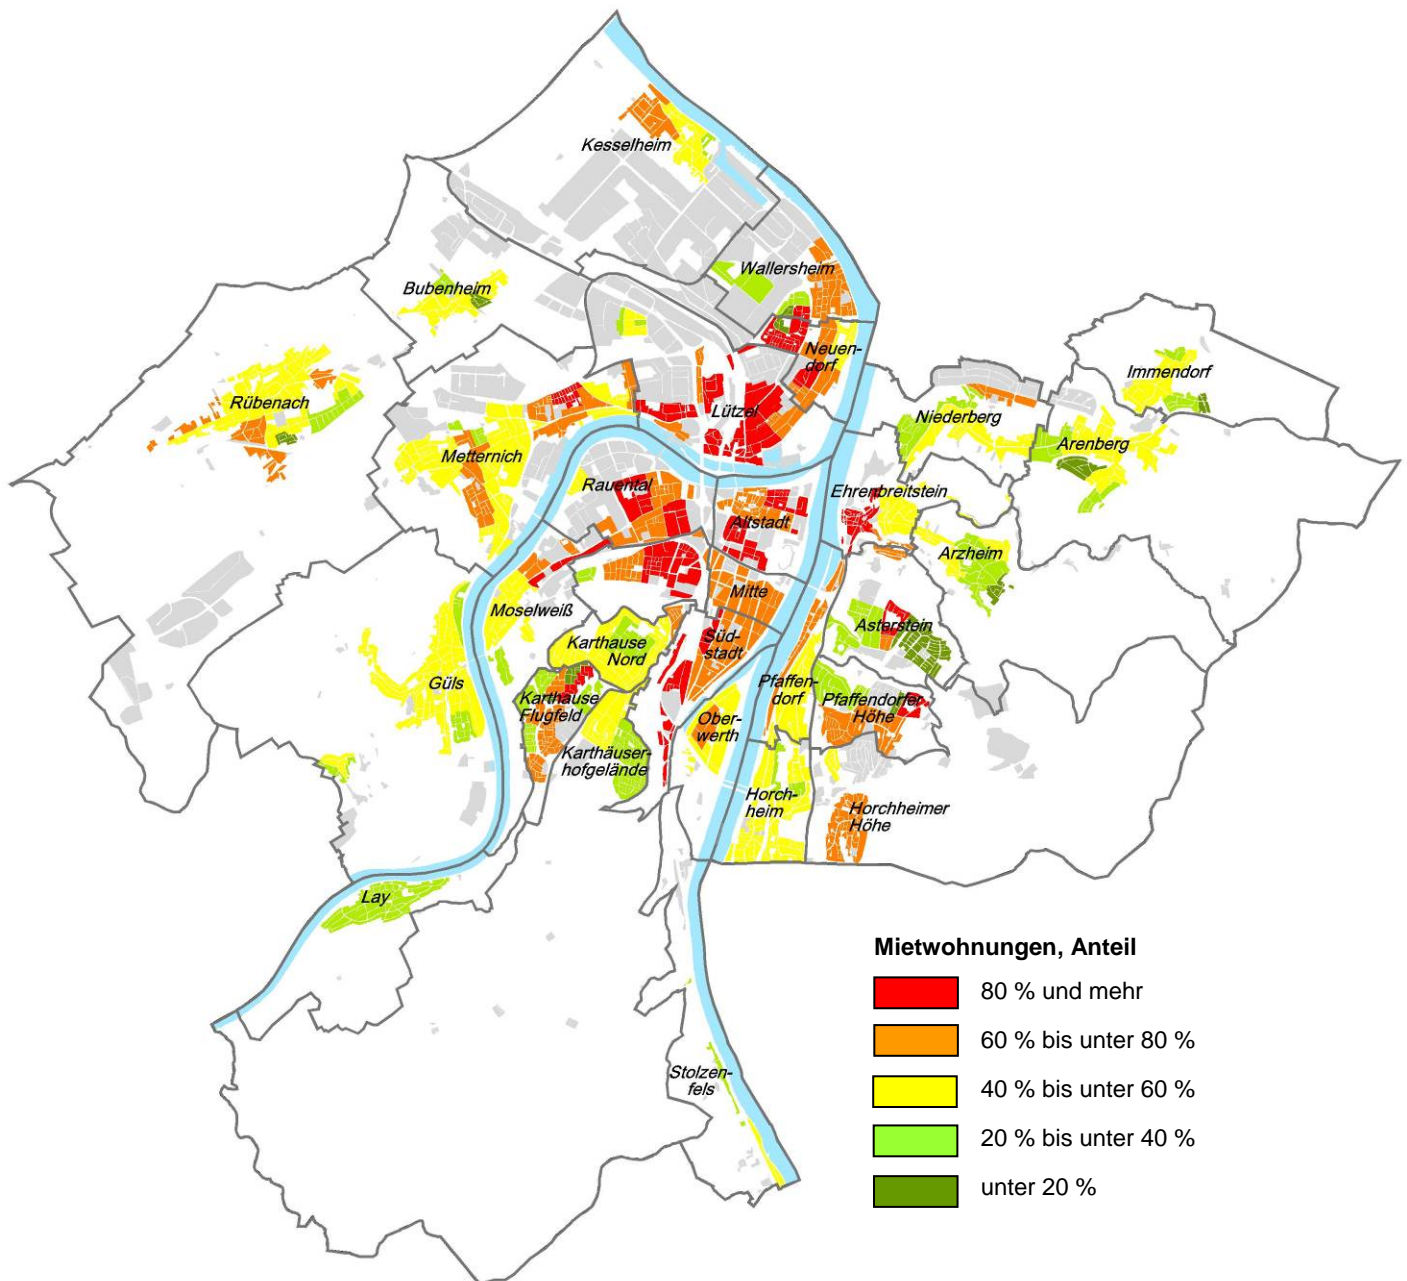 Kesselheim
Wallersheim
Bubenheim
Neuen-
dorf
Immendorf
Rübenach
Lützel
Niederberg
Arenberg
Metternich
Rauental
Ehrenbreitstein
Altstadt
Arzheim
Mitte
Moselweiß
Asterstein
Karthause
Nord
Süd-
stadt
Güls
Pfaffen-
dorf
Karthause
Flugfeld
Pfaffendorfer
Höhe
Ober-
werth
Karthäuser-
hofgelände
Horch-
heim
Horchheimer
Höhe
Lay
Stolzen-
fels
Mietwohnungen, Anteil
80 % und mehr
60 % bis unter 80 %
40 % bis unter 60 %
20 % bis unter 40 %
unter 20 %